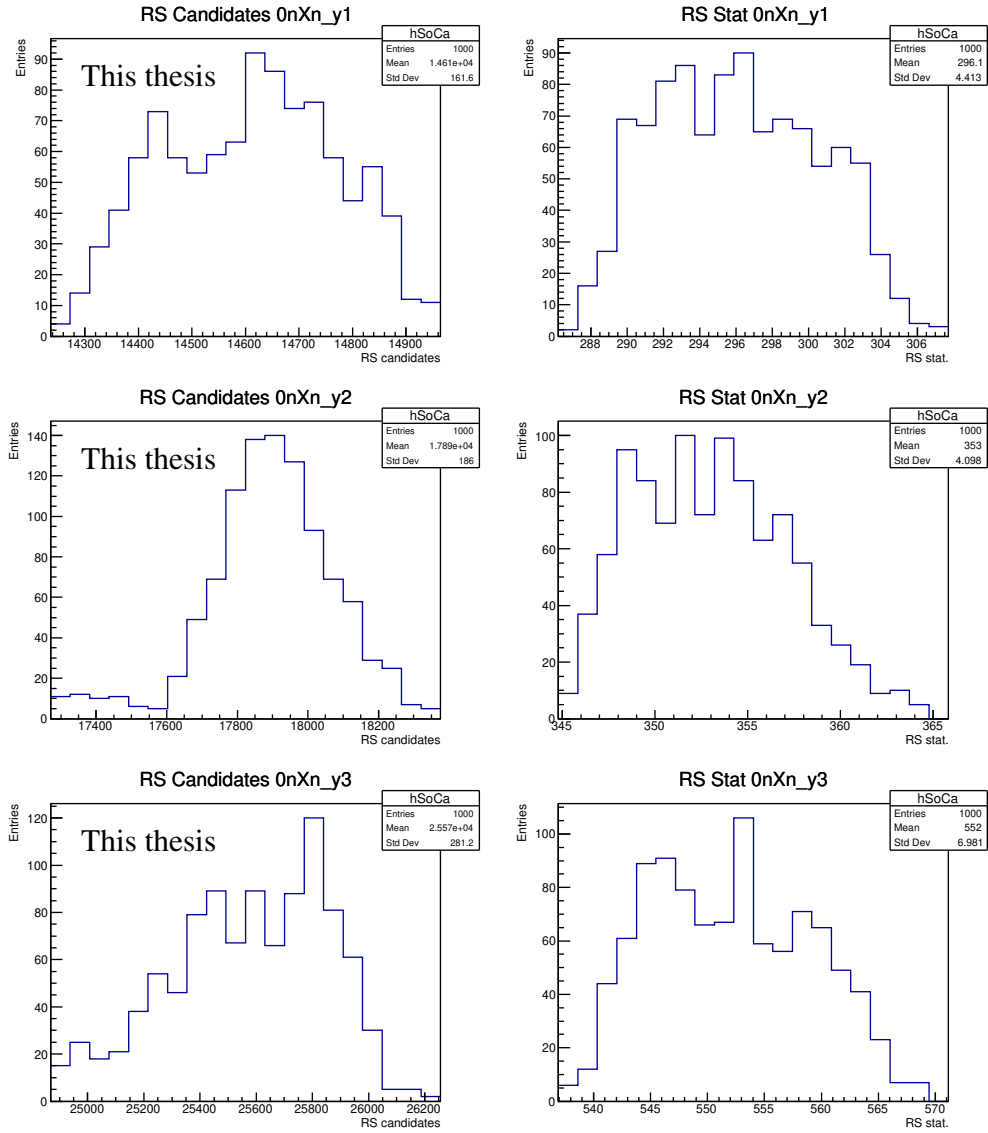 RS Candidates 0nXn_y1
hSoCa
Entries 1000
Mean 1.461e+04
Std Dev 161.6
This thesis
Entries
90
80
70
60
50
40
30
20
10
0
14300 14400 14500 14600 14700 14800 14900
RS candidates
RS Stat 0nXn_y1
hSoCa
Entries 1000
Mean 296.1
Std Dev 4.413
Entries
90
80
70
60
50
40
30
20
10
0
288 290 292 294 296 298 300 302 304 306
RS stat.
RS Candidates 0nXn_y2
hSoCa
Entries 1000
Mean 1.789e+04
Std Dev 186
This thesis
Entries
140
120
100
80
60
40
20
0
17400 17600 17800 18000 18200
RS candidates
RS Stat 0nXn_y2
hSoCa
Entries 1000
Mean 353
Std Dev 4.098
Entries
100
80
60
40
20
0
345 350 355 360 365
RS stat.
RS Candidates 0nXn_y3
hSoCa
Entries 1000
Mean 2.557e+04
Std Dev 281.2
This thesis
Entries
120
100
80
60
40
20
0
25000 25200 25400 25600 25800 26000 26200
RS candidates
RS Stat 0nXn_y3
hSoCa
Entries 1000
Mean 552
Std Dev 6.981
Entries
100
80
60
40
20
0
540 545 550 555 560 565 570
RS stat.